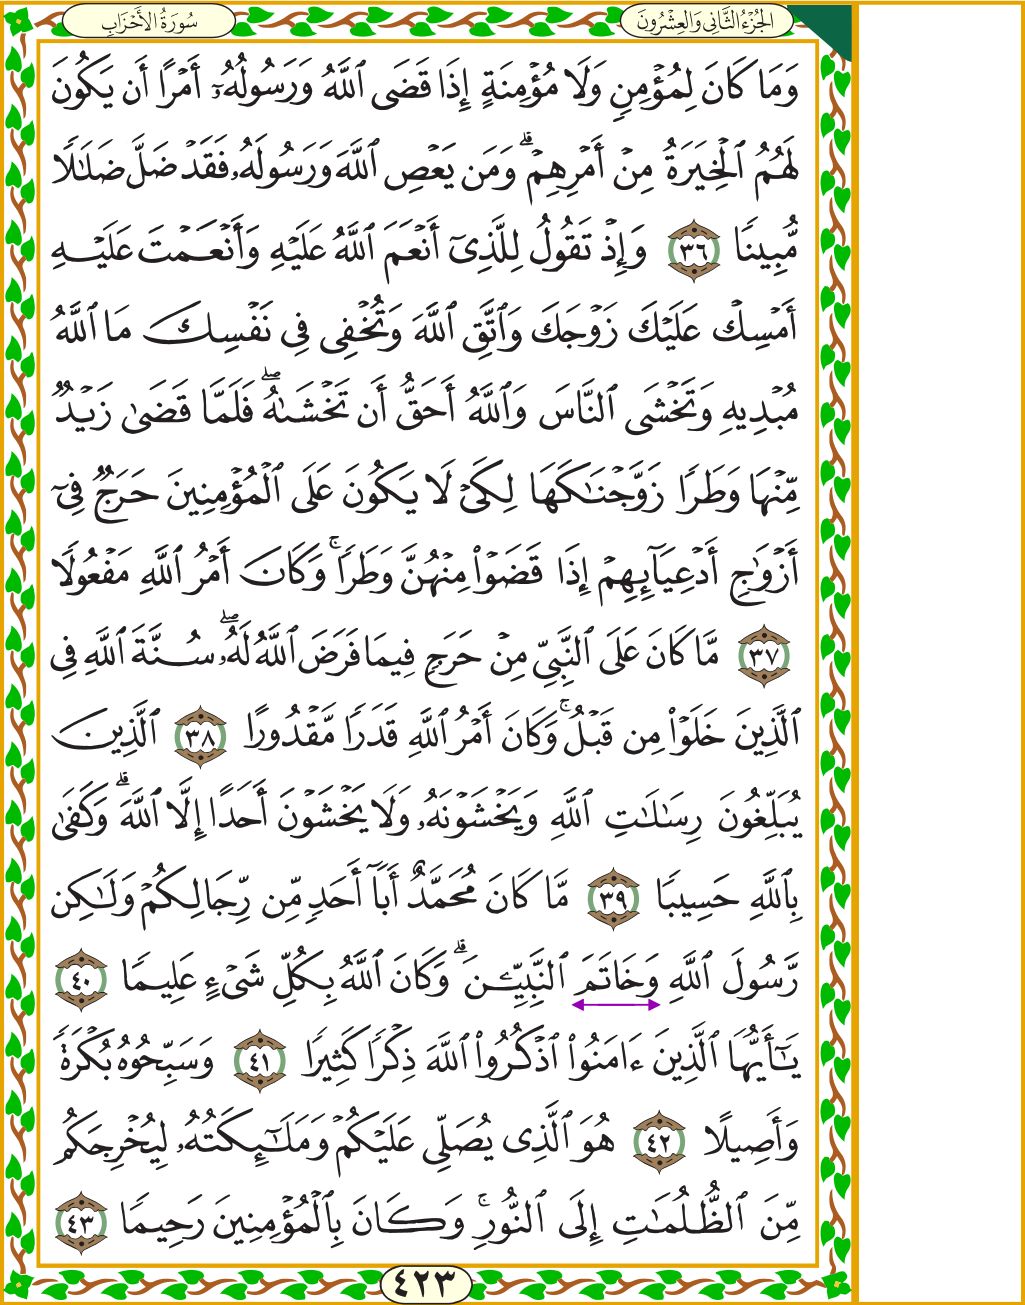 الجُزْءُ الثَّانِي وَالعِشْرُونَ
سُورَةُ الأَحْزَابِ
وَمَا كَانَ لِمُؤْمِنٖ وَلَا مُؤْمِنَةٍ إِذَا قَضَى ٱللَّهُ وَرَسُولُهُۥٓ أَمْرًا أَن يَكُونَ
لَهُمُ ٱلْخِيَرَةُ مِنْ أَمْرِهِمْۗ وَمَن يَعْصِ ٱللَّهَ وَرَسُولَهُۥ فَقَدْ ضَلَّ ضَلَٰلًا
مُّبِينًا ٣٦ وَإِذْ تَقُولُ لِلَّذِىٓ أَنْعَمَ ٱللَّهُ عَلَيْهِ وَأَنْعَمْتَ عَلَيْهِ
أَمْسِكْ عَلَيْكَ زَوْجَكَ وَٱتَّقِ ٱللَّهَ وَتُخْفِى فِى نَفْسِكَ مَا ٱللَّهُ
مُبْدِيهِ وَتَخْشَى ٱلنَّاسَ وَٱللَّهُ أَحَقُّ أَن تَخْشَىٰهُۖ فَلَمَّا قَضَىٰ زَيْدٌ
مِّنْهَا وَطَرًا زَوَّجْنَٰكَهَا لِكَىْ لَا يَكُونَ عَلَى ٱلْمُؤْمِنِينَ حَرَجٌ فِىٓ
أَزْوَٰجِ أَدْعِيَآئِهِمْ إِذَا قَضَوْا۟ مِنْهُنَّ وَطَرًاۚ وَكَانَ أَمْرُ ٱللَّهِ مَفْعُولًا
٣٧ مَّا كَانَ عَلَى ٱلنَّبِىِّ مِنْ حَرَجٍ فِيمَا فَرَضَ ٱللَّهُ لَهُۥۖ سُنَّةَ ٱللَّهِ فِى
ٱلَّذِينَ خَلَوْا۟ مِن قَبْلُۚ وَكَانَ أَمْرُ ٱللَّهِ قَدَرًا مَّقْدُورًا ٣٨ ٱلَّذِينَ
يُبَلِّغُونَ رِسَٰلَٰتِ ٱللَّهِ وَيَخْشَوْنَهُۥ وَلَا يَخْشَوْنَ أَحَدًا إِلَّا ٱللَّهَۗ وَكَفَىٰ
بِٱللَّهِ حَسِيبًا ٣٩ مَّا كَانَ مُحَمَّدٌ أَبَآ أَحَدٍ مِّن رِّجَالِكُمْ وَلَٰكِن
رَّسُولَ ٱللَّهِ وَخَاتَمَ ٱلنَّبِيِّۦنَۗ وَكَانَ ٱللَّهُ بِكُلِّ شَىْءٍ عَلِيمًا ٤٠
يَٰٓأَيُّهَا ٱلَّذِينَ ءَامَنُوا۟ ٱذْكُرُوا۟ ٱللَّهَ ذِكْرًا كَثِيرًا ٤١ وَسَبِّحُوهُ بُكْرَةً
وَأَصِيلًا ٤٢ هُوَ ٱلَّذِى يُصَلِّى عَلَيْكُمْ وَمَلَٰٓئِكَتُهُۥ لِيُخْرِجَكُم
مِّنَ ٱلظُّلُمَٰتِ إِلَى ٱلنُّورِۚ وَكَانَ بِٱلْمُؤْمِنِينَ رَحِيمًا ٤٣
٤٢٣